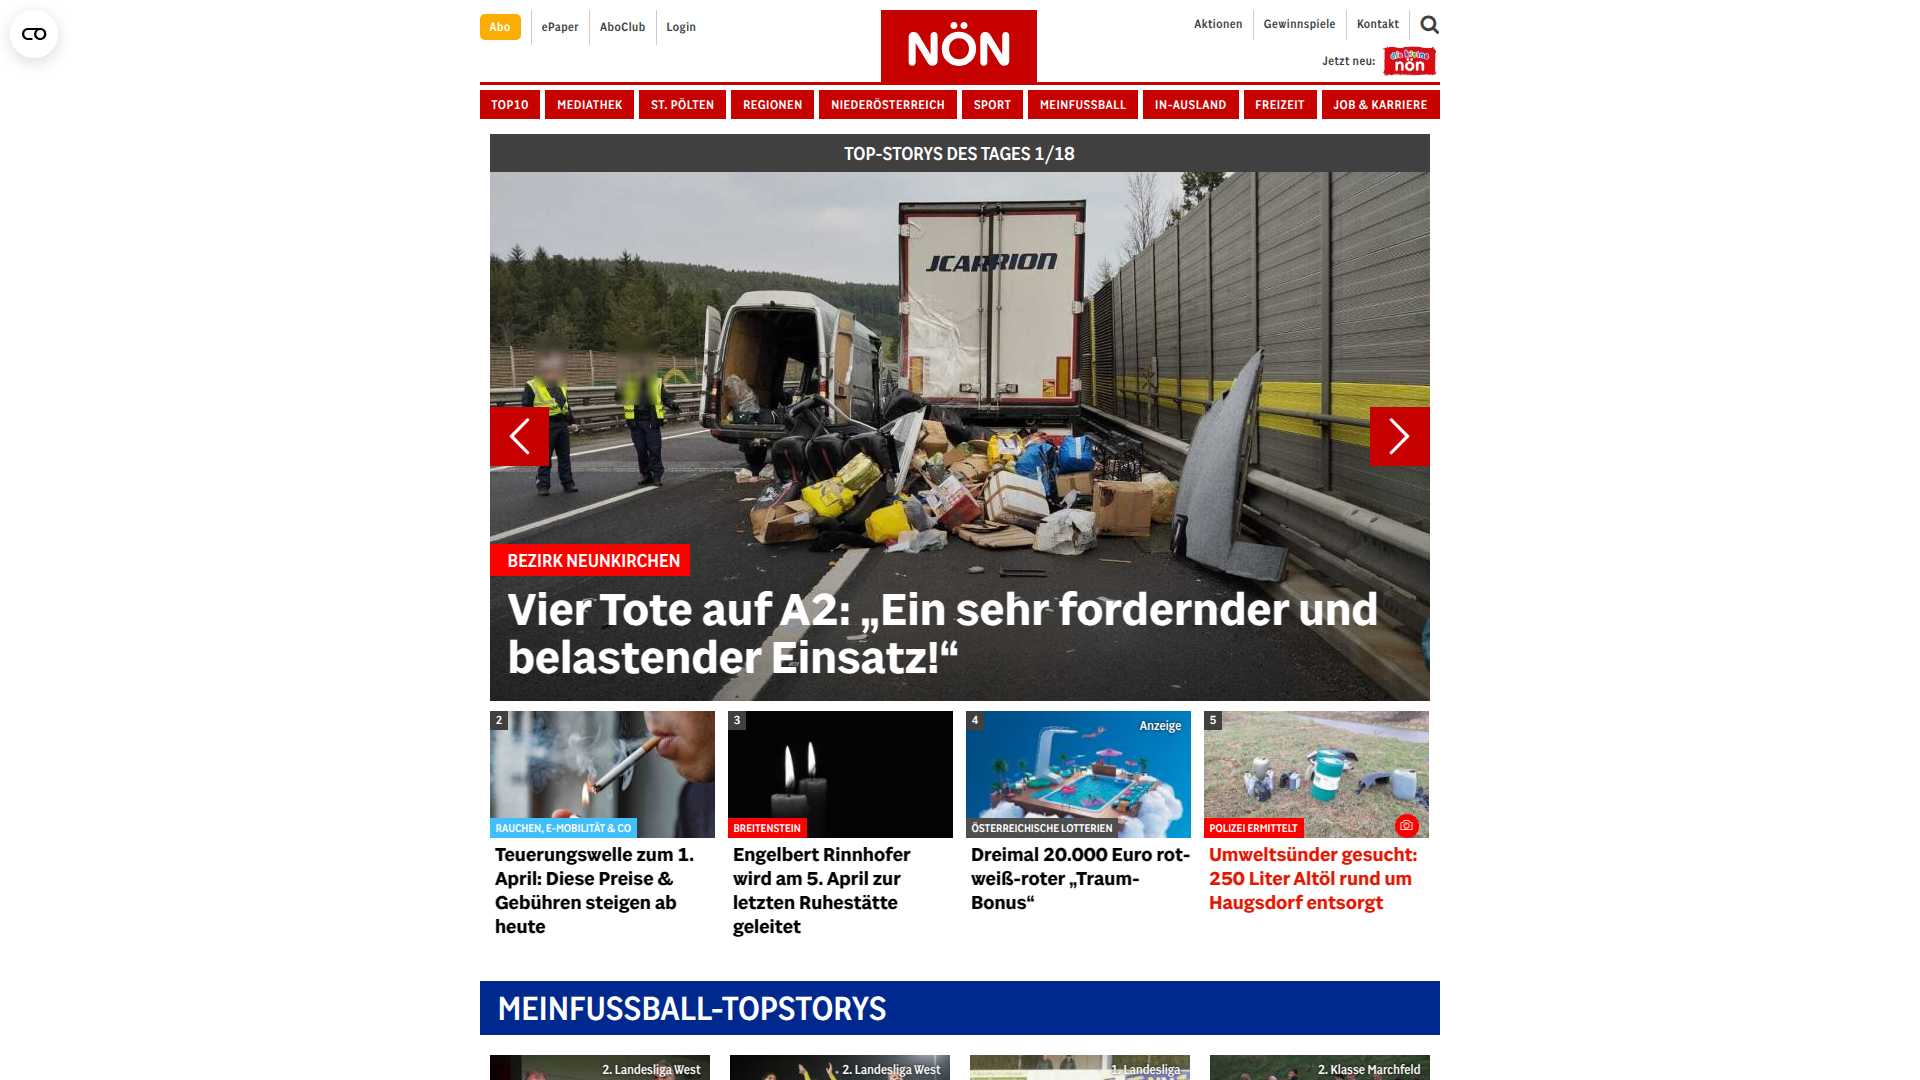 Abo
ePaper
AboClub
Login
NÖN
Aktionen
Gewinnspiele
Kontakt
Jetzt neu:
die kleine
nön
TOP10
MEDIATHEK
ST. PÖLTEN
REGIONEN
NIEDERÖSTERREICH
SPORT
MEINFUSSBALL
IN-AUSLAND
FREIZEIT
JOB & KARRIERE
TOP-STORYS DES TAGES 1/18
JCARRION
BEZIRK NEUNKIRCHEN
Vier Tote auf A2: „Ein sehr fordernder und
belastender Einsatz!“
2
RAUCHEN, E-MOBILITÄT & CO
Teuerungswelle zum 1.
April: Diese Preise &
Gebühren steigen ab
heute
3
BREITENSTEIN
Engelbert Rinnhofer
wird am 5. April zur
letzten Ruhestätte
geleitet
4
Anzeige
ÖSTERREICHISCHE LOTTERIEN
Dreimal 20.000 Euro rot-
weiß-roter „Traum-
Bonus“
5
POLIZEI ERMITTELT
Umweltsünder gesucht:
250 Liter Altöl rund um
Haugsdorf entsorgt
MEINFUSSBALL-TOPSTORYS
2. Landesliga West
2. Landesliga West
1. Landesliga
2. Klasse Marchfeld